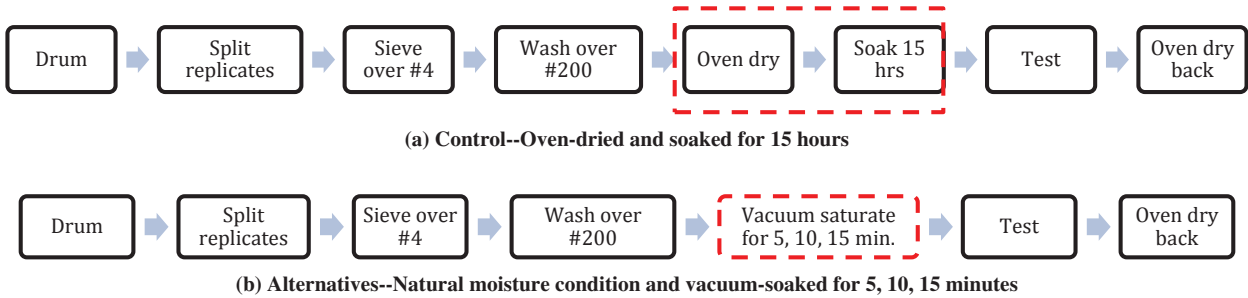 Drum
Split
replicates
Sieve
over #4
Wash over
#200
Oven dry
Soak 15
hrs
Test
Oven dry
back
(a) Control--Oven-dried and soaked for 15 hours
Drum
Split
replicates
Sieve over
#4
Wash over
#200
Vacuum saturate
for 5, 10, 15 min.
Test
Oven dry
back
(b) Alternatives--Natural moisture condition and vacuum-soaked for 5, 10, 15 minutes